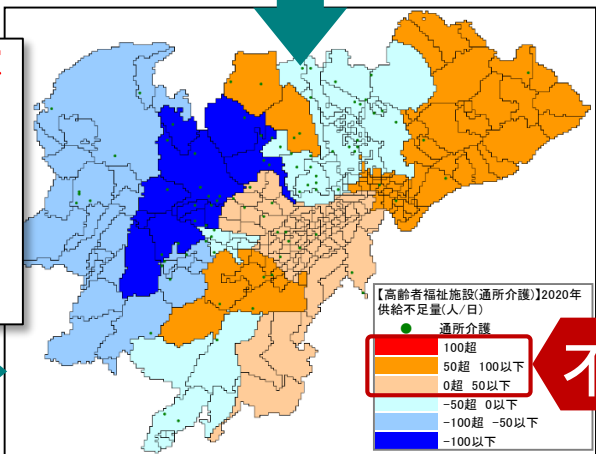 【高齢者福祉施設(通所介護)】2020年
供給不足量(人/日)
通所介護
100超
50超 100以下
0超 50以下
-50超 0以下
-100超 -50以下
-100以下
不